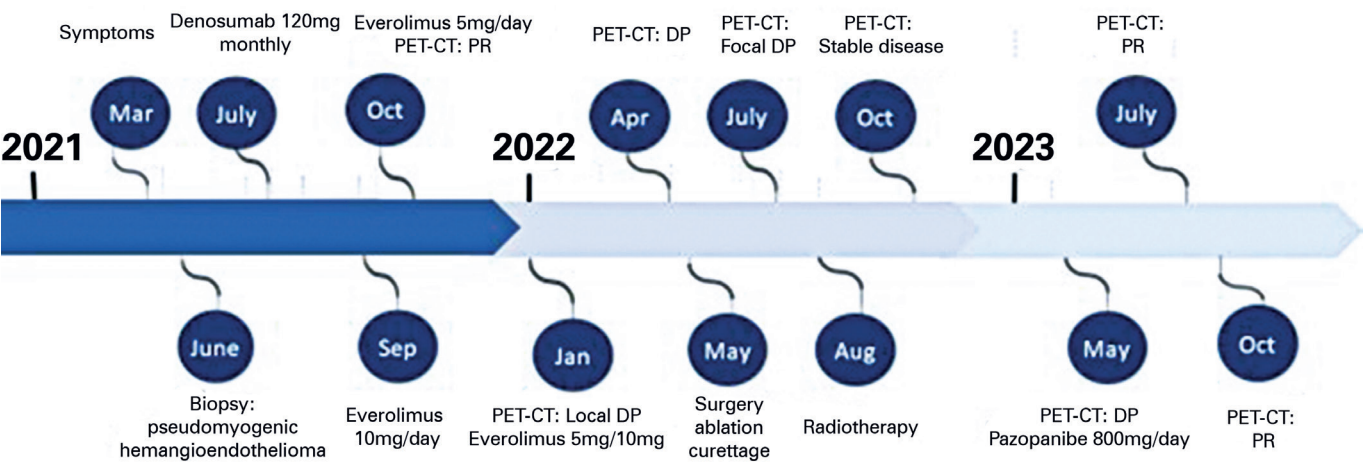 Symptoms
Denosumab 120mg
monthly
Everolimus 5mg/day
PET-CT: PR
PET-CT: DP
PET-CT:
Focal DP
PET-CT:
Stable disease
PET-CT:
PR
Mar
July
Oct
Apr
July
Oct
July
2021
2022
2023
June
Sep
Jan
May
Aug
May
Oct
Biopsy:
pseudomyogenic
hemangioendothelioma
Everolimus
10mg/day
PET-CT: Local DP
Everolimus 5mg/10mg
Surgery
ablation
curettage
Radiotherapy
PET-CT: DP
Pazopanibe 800mg/day
PET-CT:
PR